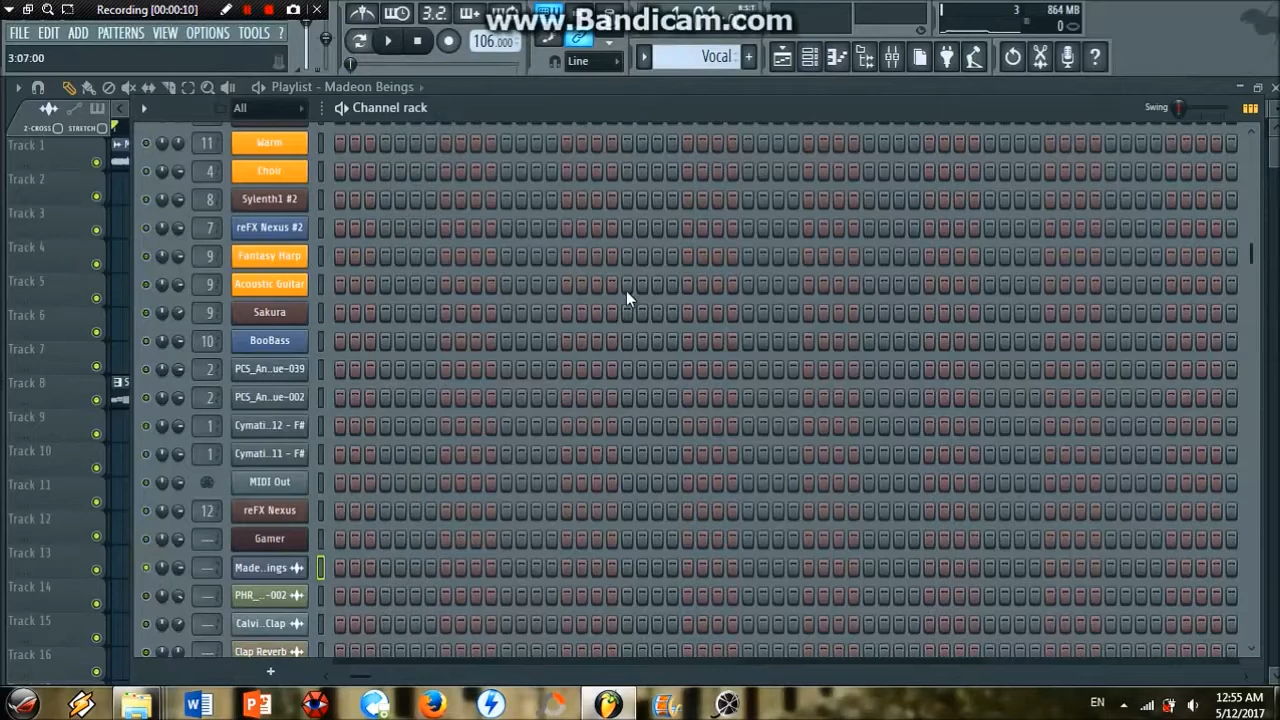 Recording [00:00:10]
www.Bandicam.com
FILE EDIT ADD PATTERNS VIEW OPTIONS TOOLS ?
3:07:00
3.2
106.000
Line
Vocal
3
864 MB
0
Playlist - Madeon Beings
Z-CROSS STRETCH
All
Channel rack
Swing
Track 1
Track 2
Track 3
Track 4
Track 5
Track 6
Track 7
Track 8
Track 9
Track 10
Track 11
Track 12
Track 13
Track 14
Track 15
Track 16
11 Warm
4 Choir
8 Sylenth1 #2
7 reFX Nexus #2
9 Fantasy Harp
9 Acoustic Guitar
9 Sakura
10 BooBass
2 PCS_An..ue-039
2 PCS_An..ue-002
1 Cymati..12 - F#
1 Cymati..11 - F#
MIDI Out
12 reFX Nexus
--- Gamer
--- Made..ings
--- PHR_..-002
--- Calvi..Clap
--- Clap Reverb
+
EN
12:55 AM
5/12/2017